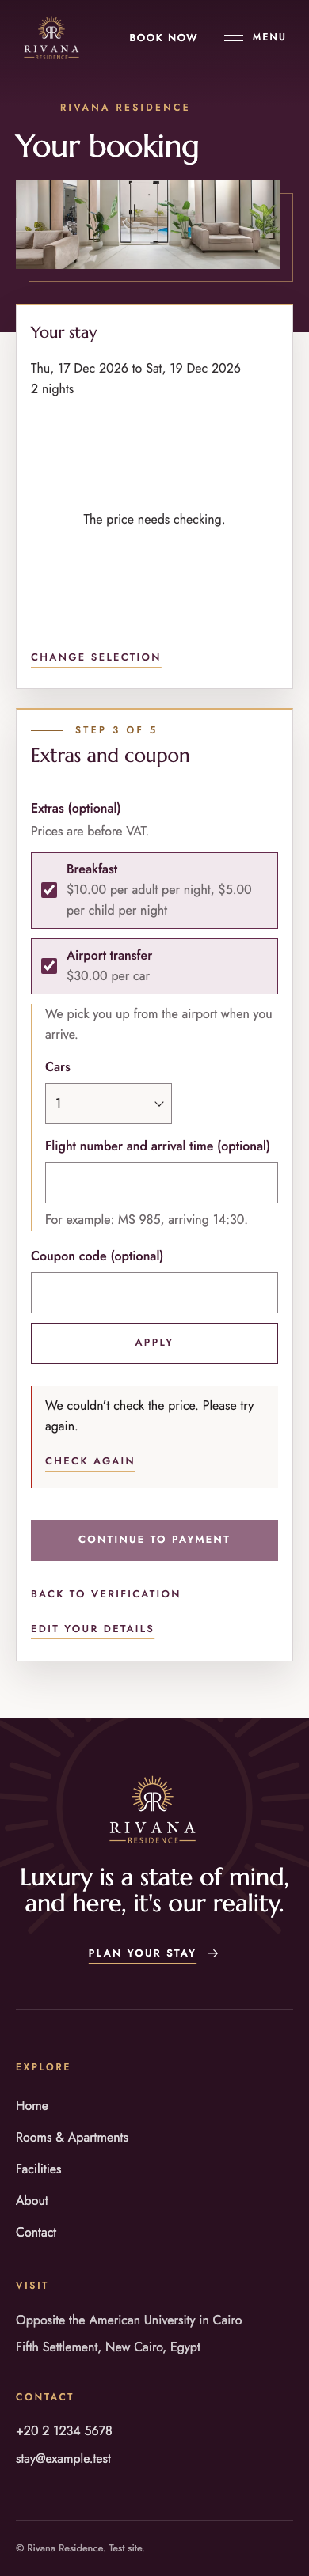 RIVANA
RESIDENCE
BOOK NOW
MENU
RIVANA RESIDENCE
Your booking
Your stay
Thu, 17 Dec 2026 to Sat, 19 Dec 2026
2 nights
The price needs checking.
CHANGE SELECTION
STEP 3 OF 5
Extras and coupon
Extras (optional)
Prices are before VAT.
Breakfast
$10.00 per adult per night, $5.00
per child per night
Airport transfer
$30.00 per car
We pick you up from the airport when you
arrive.
Cars
1
Flight number and arrival time (optional)
For example: MS 985, arriving 14:30.
Coupon code (optional)
APPLY
We couldn’t check the price. Please try
again.
CHECK AGAIN
CONTINUE TO PAYMENT
BACK TO VERIFICATION
EDIT YOUR DETAILS
RIVANA
RESIDENCE
Luxury is a state of mind,
and here, it's our reality.
PLAN YOUR STAY
EXPLORE
Home
Rooms & Apartments
Facilities
About
Contact
VISIT
Opposite the American University in Cairo
Fifth Settlement, New Cairo, Egypt
CONTACT
+20 2 1234 5678
stay@example.test
© Rivana Residence. Test site.